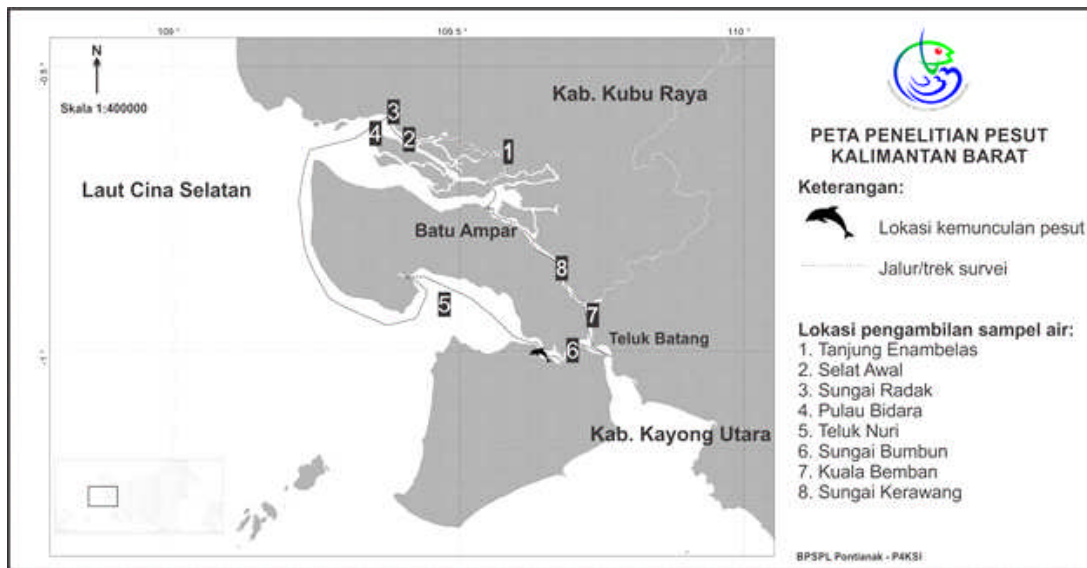 109 °
109.5 °
110 °
N
Skala 1:400000
-0.5 °
-1 °
Kab. Kubu Raya
3
4
2
1
Laut Cina Selatan
Batu Ampar
8
5
7
Teluk Batang
6
Kab. Kayong Utara
PETA PENELITIAN PESUT
KALIMANTAN BARAT
Keterangan:
Lokasi kemunculan pesut
Jalur/trek survei
Lokasi pengambilan sampel air:
1. Tanjung Enambelas
2. Selat Awal
3. Sungai Radak
4. Pulau Bidara
5. Teluk Nuri
6. Sungai Bumbun
7. Kuala Bemban
8. Sungai Kerawang
BPSPL Pontianak - P4KSI